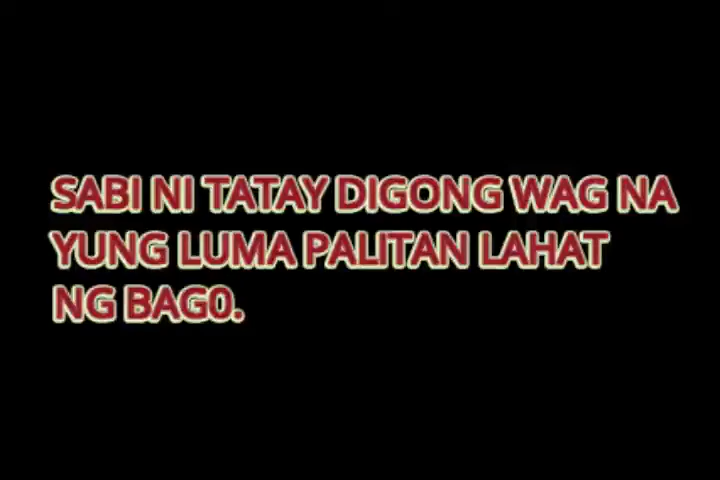 SABI NI TATAY DIGONG WAG NA
YUNG LUMA PALITAN LAHAT
NG BAG0.